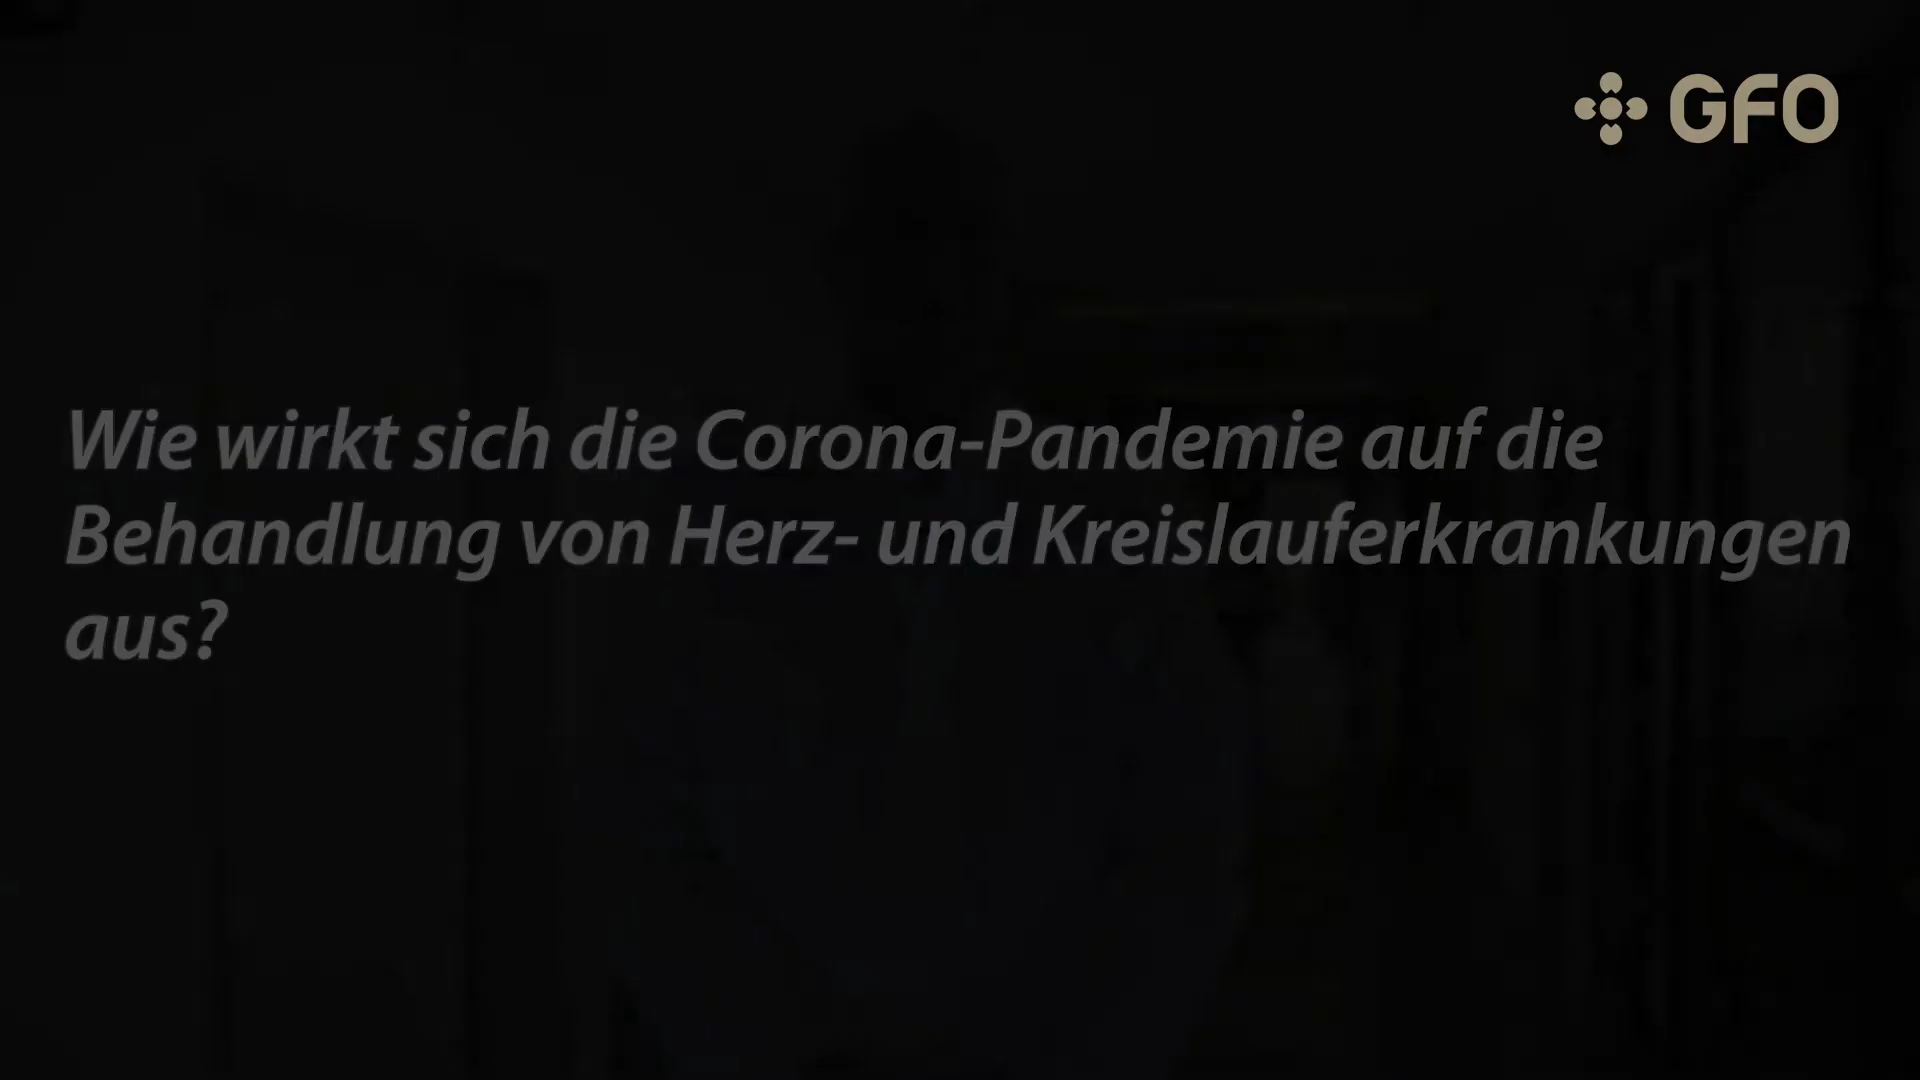 GFO
Wie wirkt sich die Corona-Pandemie auf die
Behandlung von Herz- und Kreislauferkrankungen
aus?